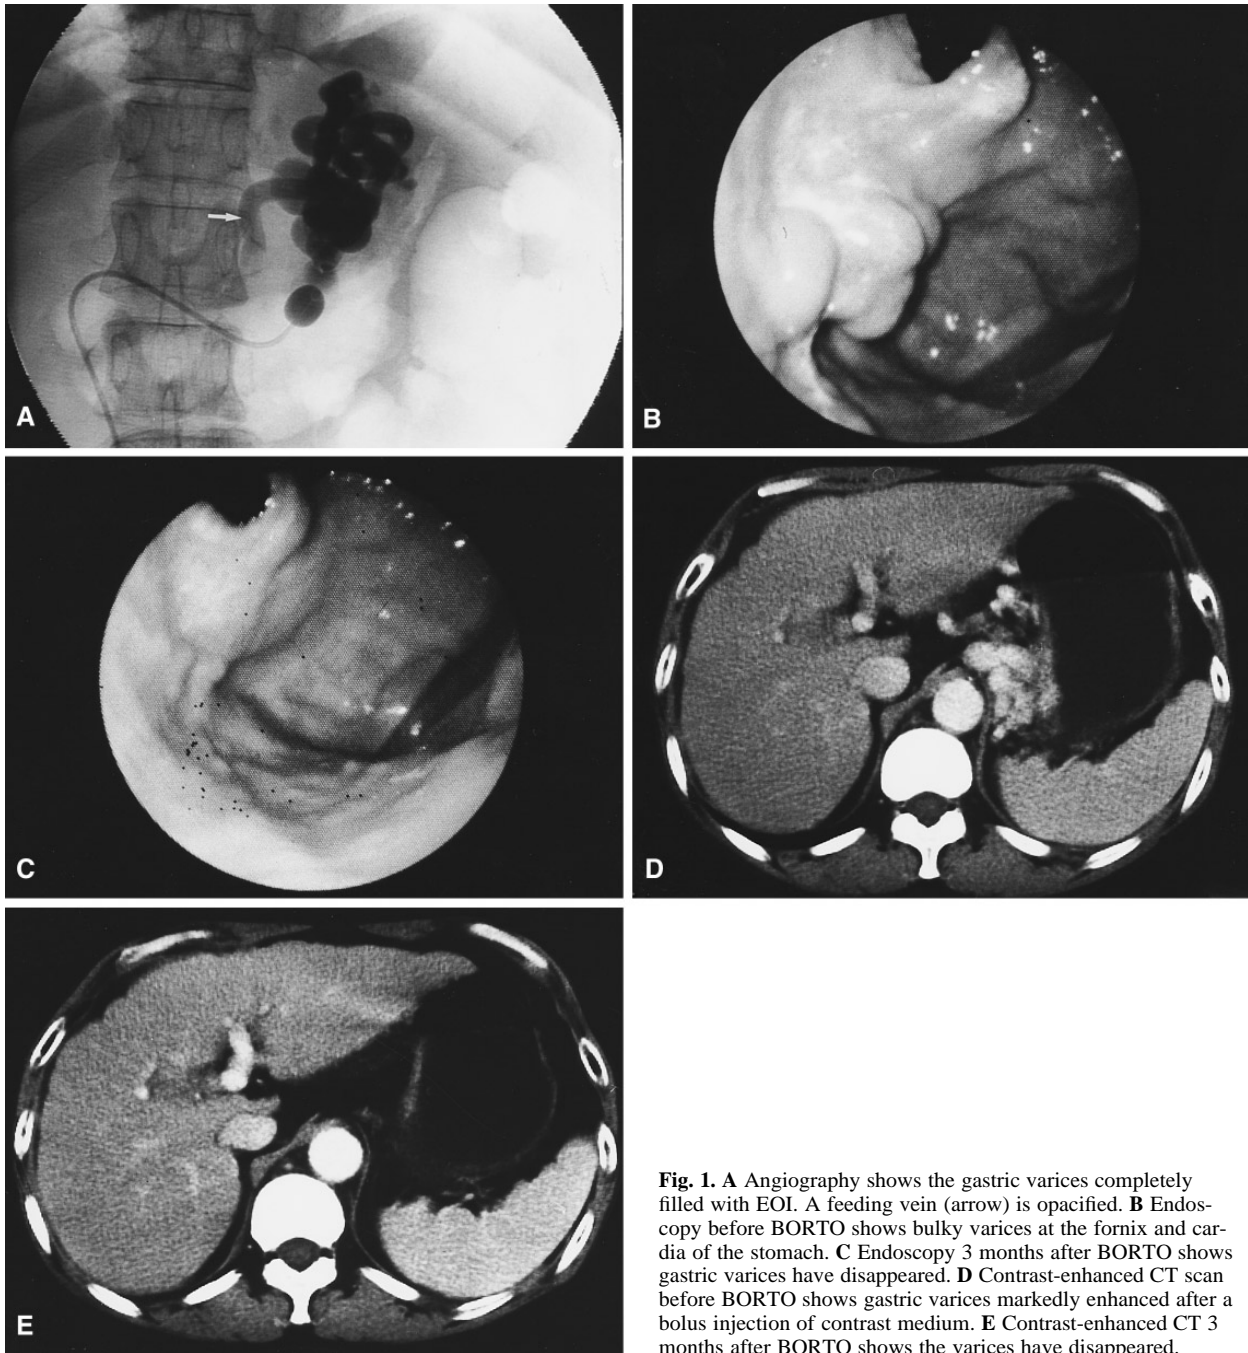 A
B
C
D
E
Fig. 1. A Angiography shows the gastric varices completely
filled with EOI. A feeding vein (arrow) is opacified. B Endos-
copy before BORTO shows bulky varices at the fornix and car-
dia of the stomach. C Endoscopy 3 months after BORTO shows
gastric varices have disappeared. D Contrast-enhanced CT scan
before BORTO shows gastric varices markedly enhanced after a
bolus injection of contrast medium. E Contrast-enhanced CT 3
months after BORTO shows the varices have disappeared.